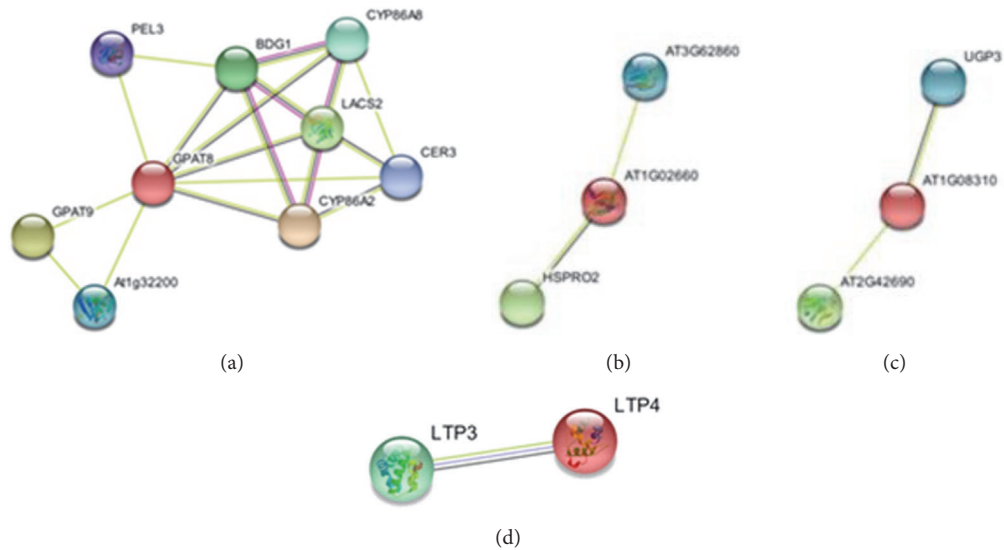 CYP86A8
PEL3
BDG1
LACS2
GPAT8
CER3
CYP86A2
GPAT9
At1g32200
(a)
AT3G62860
AT1G02660
HSPRO2
(b)
UGP3
AT1G08310
AT2G42690
(c)
LTP4
LTP3
(d)